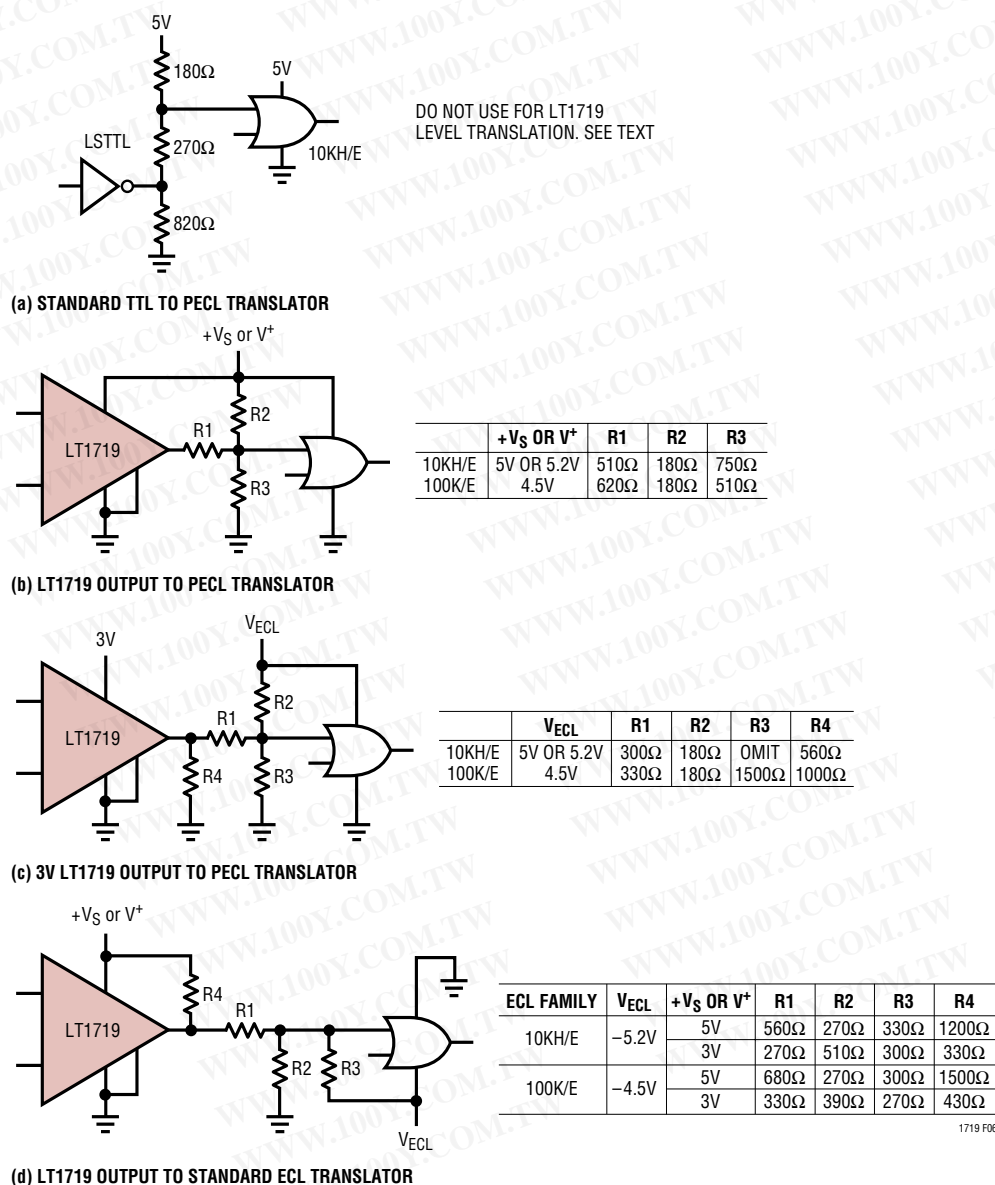 5V
180Ω
5V
DO NOT USE FOR LT1719
LEVEL TRANSLATION. SEE TEXT
LSTTL
270Ω
10KH/E
820Ω
(a) STANDARD TTL TO PECL TRANSLATOR
+VS or V+
R2
R1
LT1719
R3
+VS OR V+ R1 R2 R3
10KH/E 5V OR 5.2V 510Ω 180Ω 750Ω
100K/E 4.5V 620Ω 180Ω 510Ω
(b) LT1719 OUTPUT TO PECL TRANSLATOR
3V
VECL
R2
R1
LT1719
R4
R3
VECL R1 R2 R3 R4
10KH/E 5V OR 5.2V 300Ω 180Ω OMIT 560Ω
100K/E 4.5V 330Ω 180Ω 1500Ω 1000Ω
(c) 3V LT1719 OUTPUT TO PECL TRANSLATOR
+VS or V+
R4
R1
LT1719
R2
R3
VECL
ECL FAMILY VECL +VS OR V+ R1 R2 R3 R4
10KH/E −5.2V 5V 560Ω 270Ω 330Ω 1200Ω
3V 270Ω 510Ω 300Ω 330Ω
100K/E −4.5V 5V 680Ω 270Ω 300Ω 1500Ω
3V 330Ω 390Ω 270Ω 430Ω
1719 F06
(d) LT1719 OUTPUT TO STANDARD ECL TRANSLATOR
WWW.100Y.COM.TW